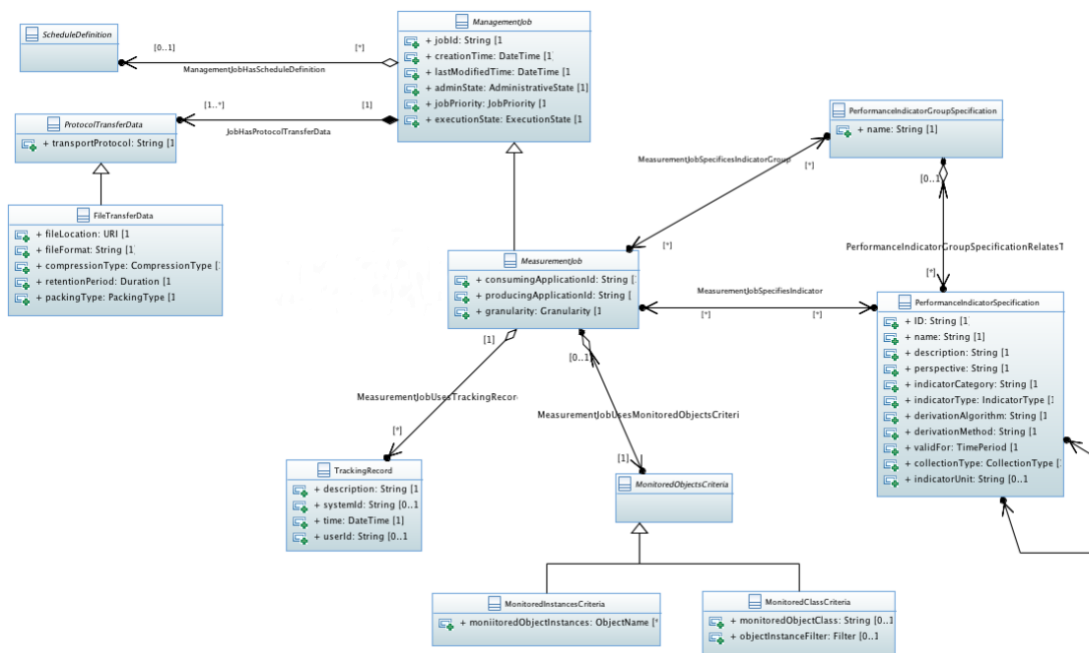 ScheduleDefinition
ManagementJob
+ jobId: String [1
+ creationTime: DateTime [1
+ lastModifiedTime: DateTime [1
+ adminState: AdministrativeState [1]
+ jobPriority: JobPriority [1
+ executionState: ExecutionState [1
[0..1]
[*]
ManagementJobHasScheduleDefinition
[1..*]
[1]
JobHasProtocolTransferData
ProtocolTransferData
+ transportProtocol: String [1
FileTransferData
+ fileLocation: URI [1
+ fileFormat: String [1
+ compressionType: CompressionType [
+ retentionPeriod: Duration [1
+ packingType: PackingType [1
PerformanceIndicatorGroupSpecification
+ name: String [1]
MeasurementJobSpecificesIndicatorGroup
[*]
[*]
[0..1
PerformanceIndicatorGroupSpecificationRelatesT
[*]
MeasurementJob
+ consumingApplicationId: String [
+ producingApplicationId: String [
+ granularity: Granularity [1
MeasurementJobSpecifiesIndicator
[*]
[*]
PerformanceIndicatorSpecification
+ ID: String [1
+ name: String [1]
+ description: String [1
+ perspective: String [1
+ indicatorCategory: String [1
+ indicatorType: IndicatorType [1
+ derivationAlgorithm: String [1
+ derivationMethod: String [1
+ validFor: TimePeriod [1
+ collectionType: CollectionType [
+ indicatorUnit: String [0..1
[1]
[0..1
MeasurementJobUsesTrackingRecor
MeasurementJobUsesMonitoredObjectsCriteri
[*]
[1]
TrackingRecord
+ description: String [1
+ systemId: String [0..1
+ time: DateTime [1]
+ userId: String [0..1
MonitoredObjectsCriteria
MonitoredInstancesCriteria
+ moniitoredObjectInstances: ObjectName [*
MonitoredClassCriteria
+ monitoredObjectClass: String [0..1
+ objectInstanceFilter: Filter [0..1